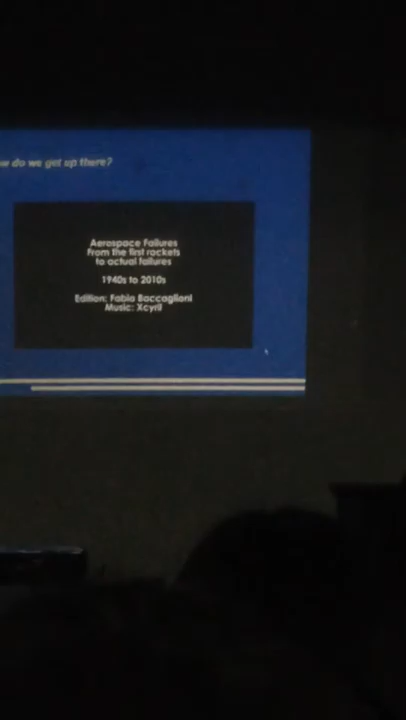 w do we get up there?
Aerospace Failures
From the first rockets
to actual failures
1940s to 2010s
Edition: Fabio Baccaglioni
Music: Xcyril